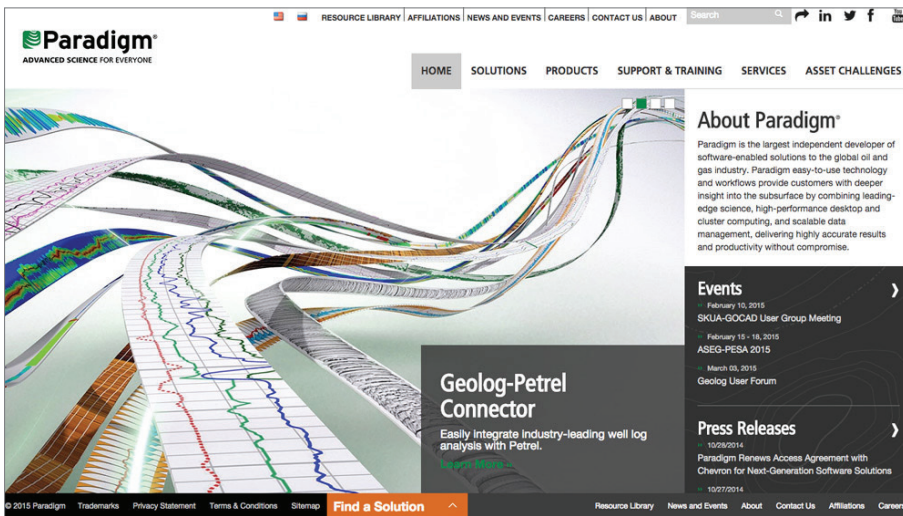 RESOURCE LIBRARY AFFILIATIONS NEWS AND EVENTS CAREERS CONTACT US ABOUT Search
Paradigm®
ADVANCED SCIENCE FOR EVERYONE
HOME SOLUTIONS PRODUCTS SUPPORT & TRAINING SERVICES ASSET CHALLENGES
About Paradigm®
Paradigm is the largest independent developer of
software-enabled solutions to the global oil and
gas industry. Paradigm easy-to-use technology
and workflows provide customers with deeper
insight into the subsurface by combining leading-
edge science, high-performance desktop and
cluster computing, and scalable data
management, delivering highly accurate results
and productivity without compromise.
Geolog-Petrel
Connector
Easily integrate industry-leading well log
analysis with Petrel.
Learn More
Events
February 10, 2015
SKUA-GOCAD User Group Meeting
February 15 - 18, 2015
ASEG-PESA 2015
March 03, 2015
Geolog User Forum
Press Releases
10/28/2014
Paradigm Renews Access Agreement with
Chevron for Next-Generation Software Solutions
10/27/2014
© 2015 Paradigm Trademarks Privacy Statement Terms & Conditions Sitemap Find a Solution Resource Library News and Events About Contact Us Affiliations Careers